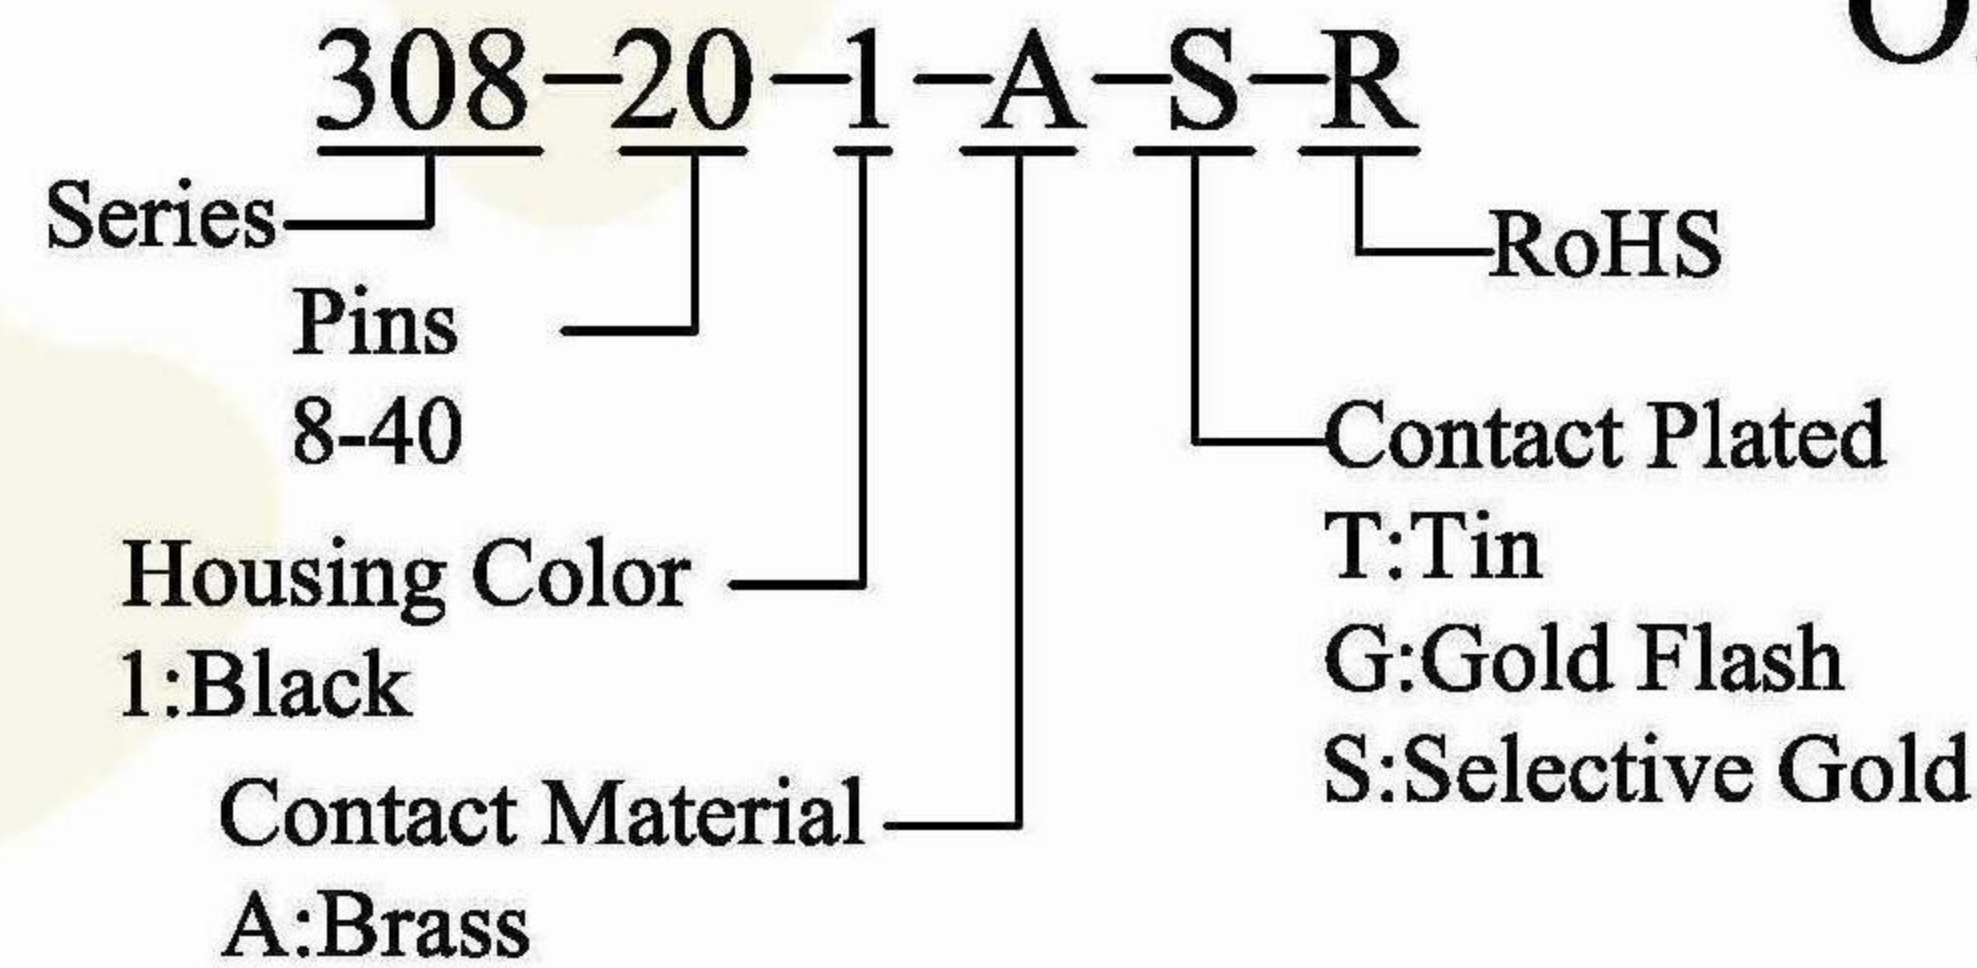 308-20-1-A-S-R
Series
RoHS
Pins
8-40
Contact Plated
T:Tin
G:Gold Flash
S:Selective Gold
Housing Color
1:Black
Contact Material
A:Brass